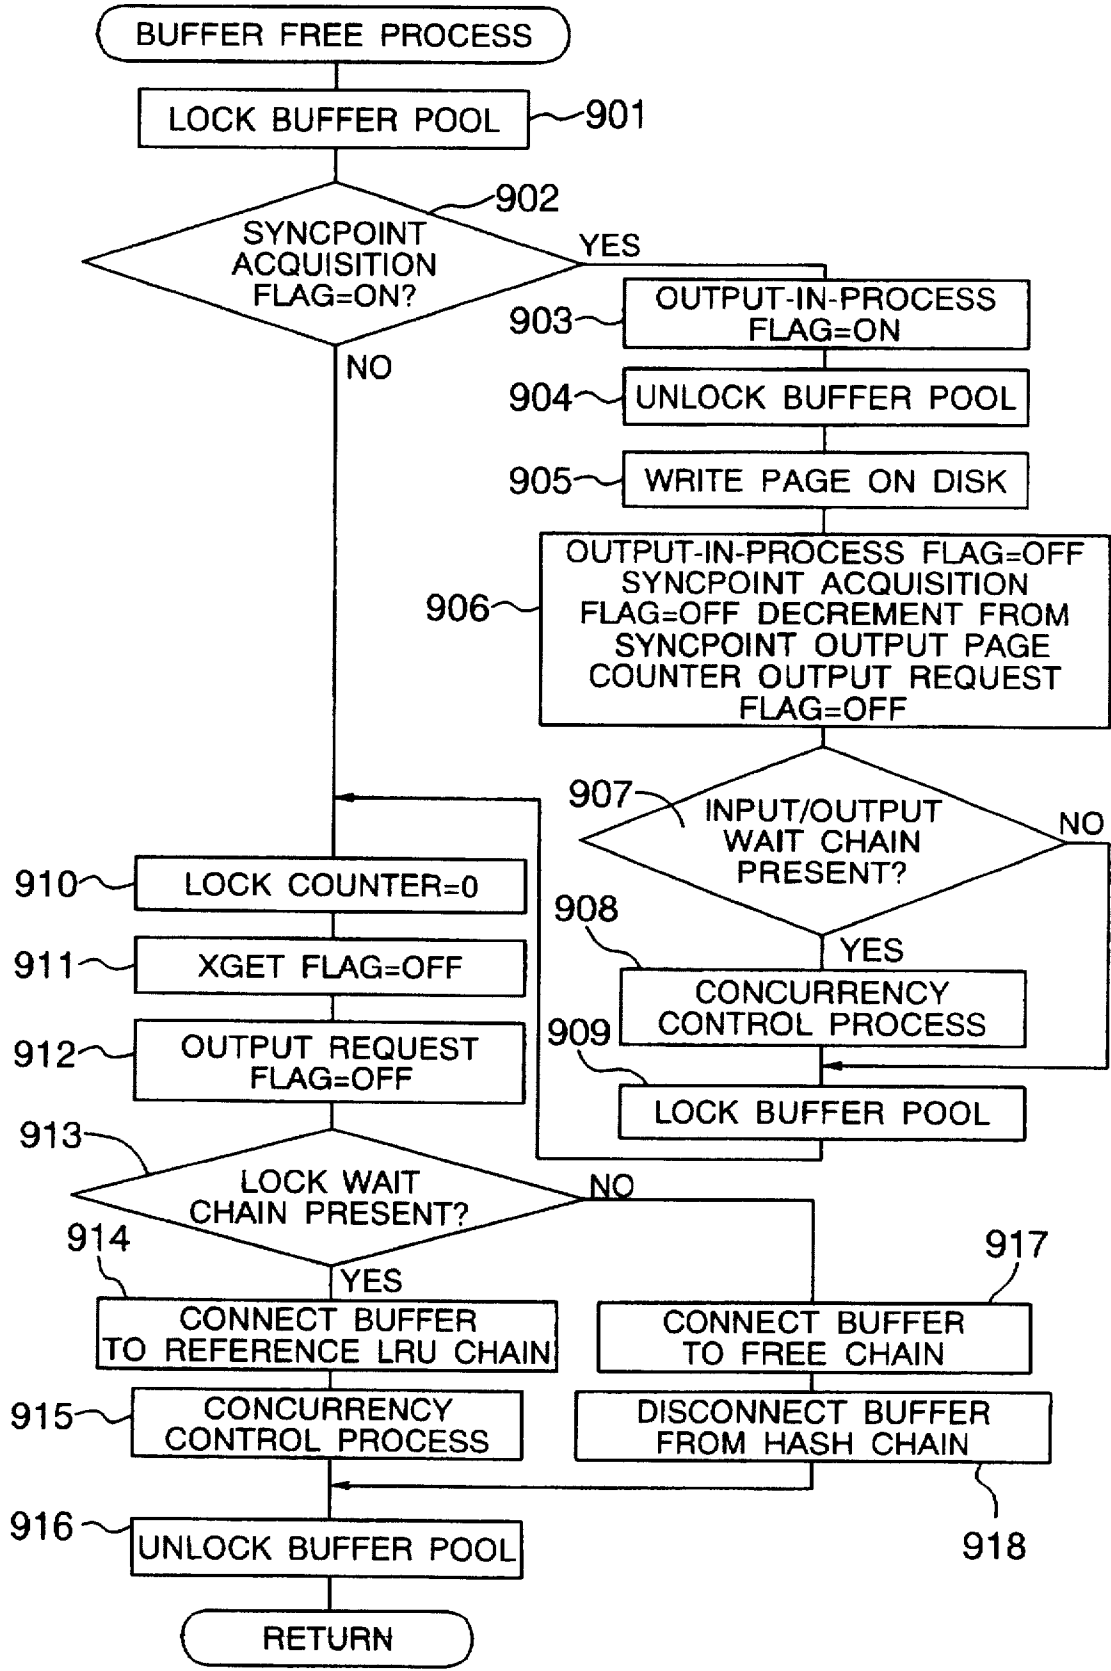 BUFFER FREE PROCESS
LOCK BUFFER POOL
901
902
SYNCPOINT
ACQUISITION
FLAG=ON?
YES
NO
903
OUTPUT-IN-PROCESS
FLAG=ON
904
UNLOCK BUFFER POOL
905
WRITE PAGE ON DISK
906
OUTPUT-IN-PROCESS FLAG=OFF
SYNCPOINT ACQUISITION
FLAG=OFF DECREMENT FROM
SYNCPOINT OUTPUT PAGE
COUNTER OUTPUT REQUEST
FLAG=OFF
907
INPUT/OUTPUT
WAIT CHAIN
PRESENT?
NO
YES
908
CONCURRENCY
CONTROL PROCESS
909
LOCK BUFFER POOL
910
LOCK COUNTER=0
911
XGET FLAG=OFF
912
OUTPUT REQUEST
FLAG=OFF
913
LOCK WAIT
CHAIN PRESENT?
NO
YES
914
CONNECT BUFFER
TO REFERENCE LRU CHAIN
915
CONCURRENCY
CONTROL PROCESS
917
CONNECT BUFFER
TO FREE CHAIN
DISCONNECT BUFFER
FROM HASH CHAIN
918
916
UNLOCK BUFFER POOL
RETURN